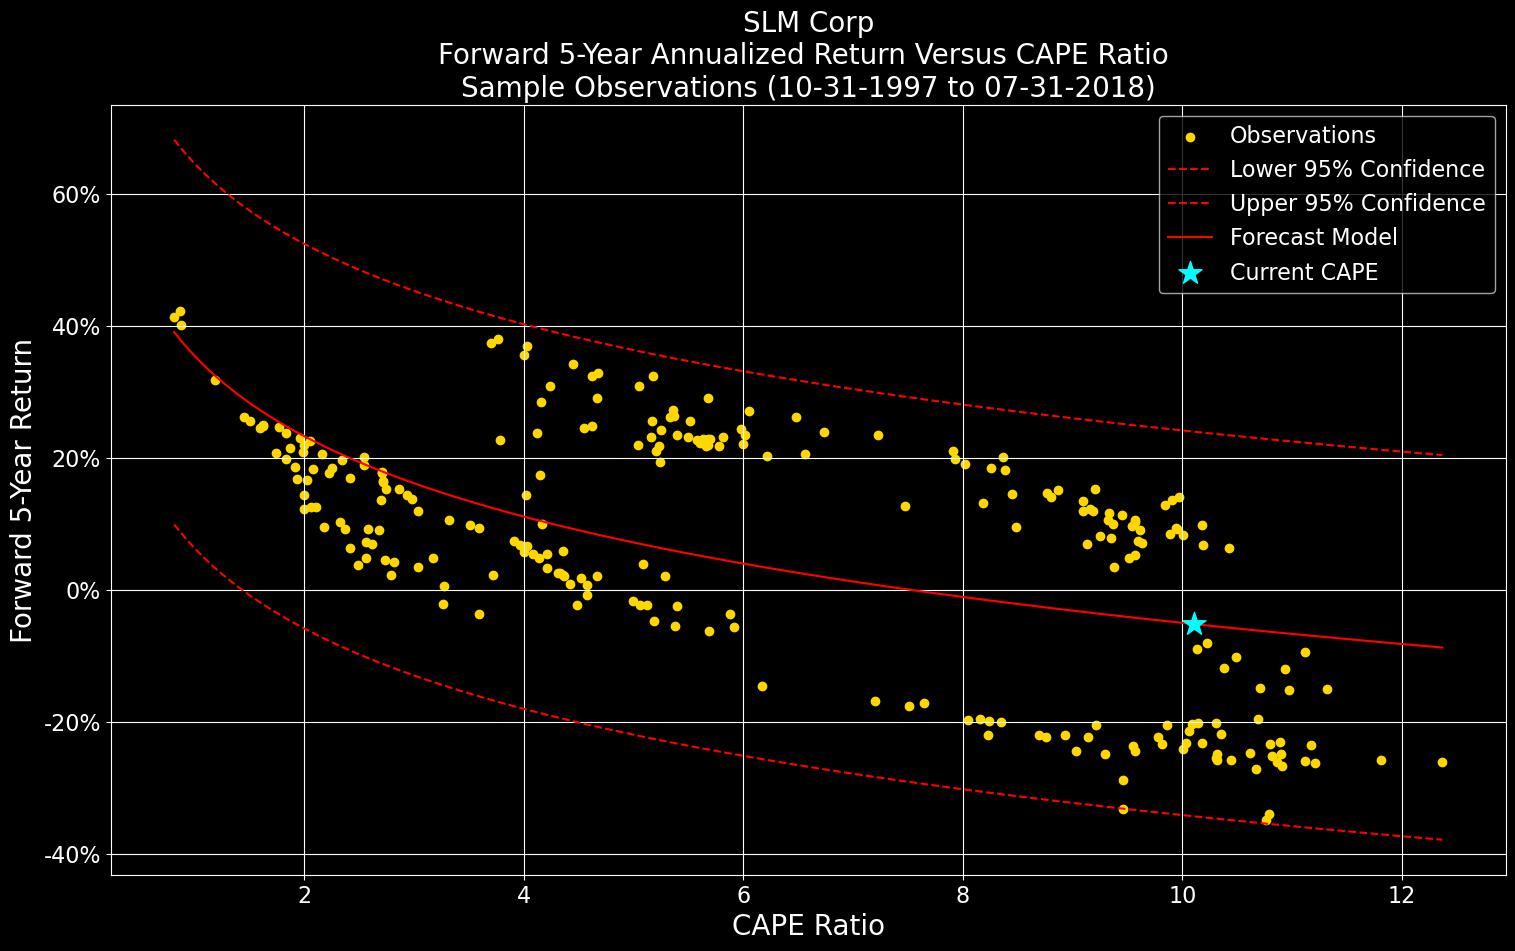 SLM Corp
Forward 5-Year Annualized Return Versus CAPE Ratio
Sample Observations (10-31-1997 to 07-31-2018)
Observations
Lower 95% Confidence
Upper 95% Confidence
Forecast Model
Current CAPE
Forward 5-Year Return
60%
40%
20%
0%
-20%
-40%
2 4 6 8 10 12
CAPE Ratio